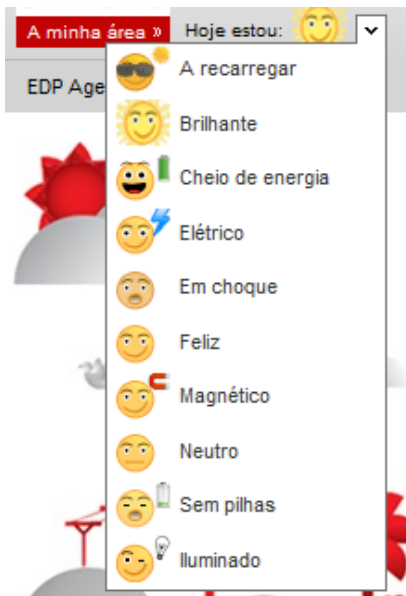 A minha área »
Hoje estou:
EDP Age
A recarregar
Brilhante
Cheio de energia
Elétrico
Em choque
Feliz
Magnético
Neutro
Sem pilhas
Iluminado